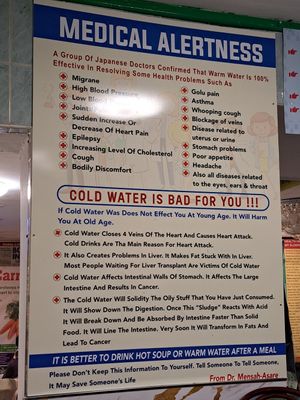 MEDICAL ALERTNESS
A Group Of Japanese Doctors Confirmed That Warm Water Is 100%
Effective In Resolving Some Health Problems Such As
Migrane
High Blood Pressure
Low Blood
Joint
Sudden Increase Or
Decrease Of Heart Pain
Epilepsy
Increasing Level Of Cholesterol
Cough
Bodily Discomfort
Golu pain
Asthma
Whooping cough
Blockage of veins
Disease related to
uterus or urine
Stomach problems
Poor appetite
Headache
Also all diseases related
to the eyes, ears & throat
COLD WATER IS BAD FOR YOU !!!
If Cold Water Was Does Not Effect You At Young Age. It Will Harm
You At Old Age.
Cold Water Closes 4 Veins Of The Heart And Causes Heart Attack.
Cold Drinks Are Tha Main Reason For Heart Attack.
It Also Creates Problems In Liver. It Makes Fat Stuck With In Liver.
Most People Waiting For Liver Transplant Are Victims Of Cold Water
Cold Water Affects Intestinal Walls Of Stomach. It Affects The Large
Intestine And Results In Cancer.
The Cold Water Will Solidity The Oily Stuff That You Have Just Consumed.
It Will Show Down The Digestion. Once This "Sludge" Reacts With Acid
It Will Break Down And Be Absorbed By Intestine Faster Than Solid
Food. It Will Line The Intestine. Very Soon It Will Transform In Fats And
Lead To Cancer
IT IS BETTER TO DRINK HOT SOUP OR WARM WATER AFTER A MEAL
Please Don't Keep This Information To Yourself. Tell Someone To Tell Someone,
It May Save Someone's Life
From Dr. Mensah-Asare